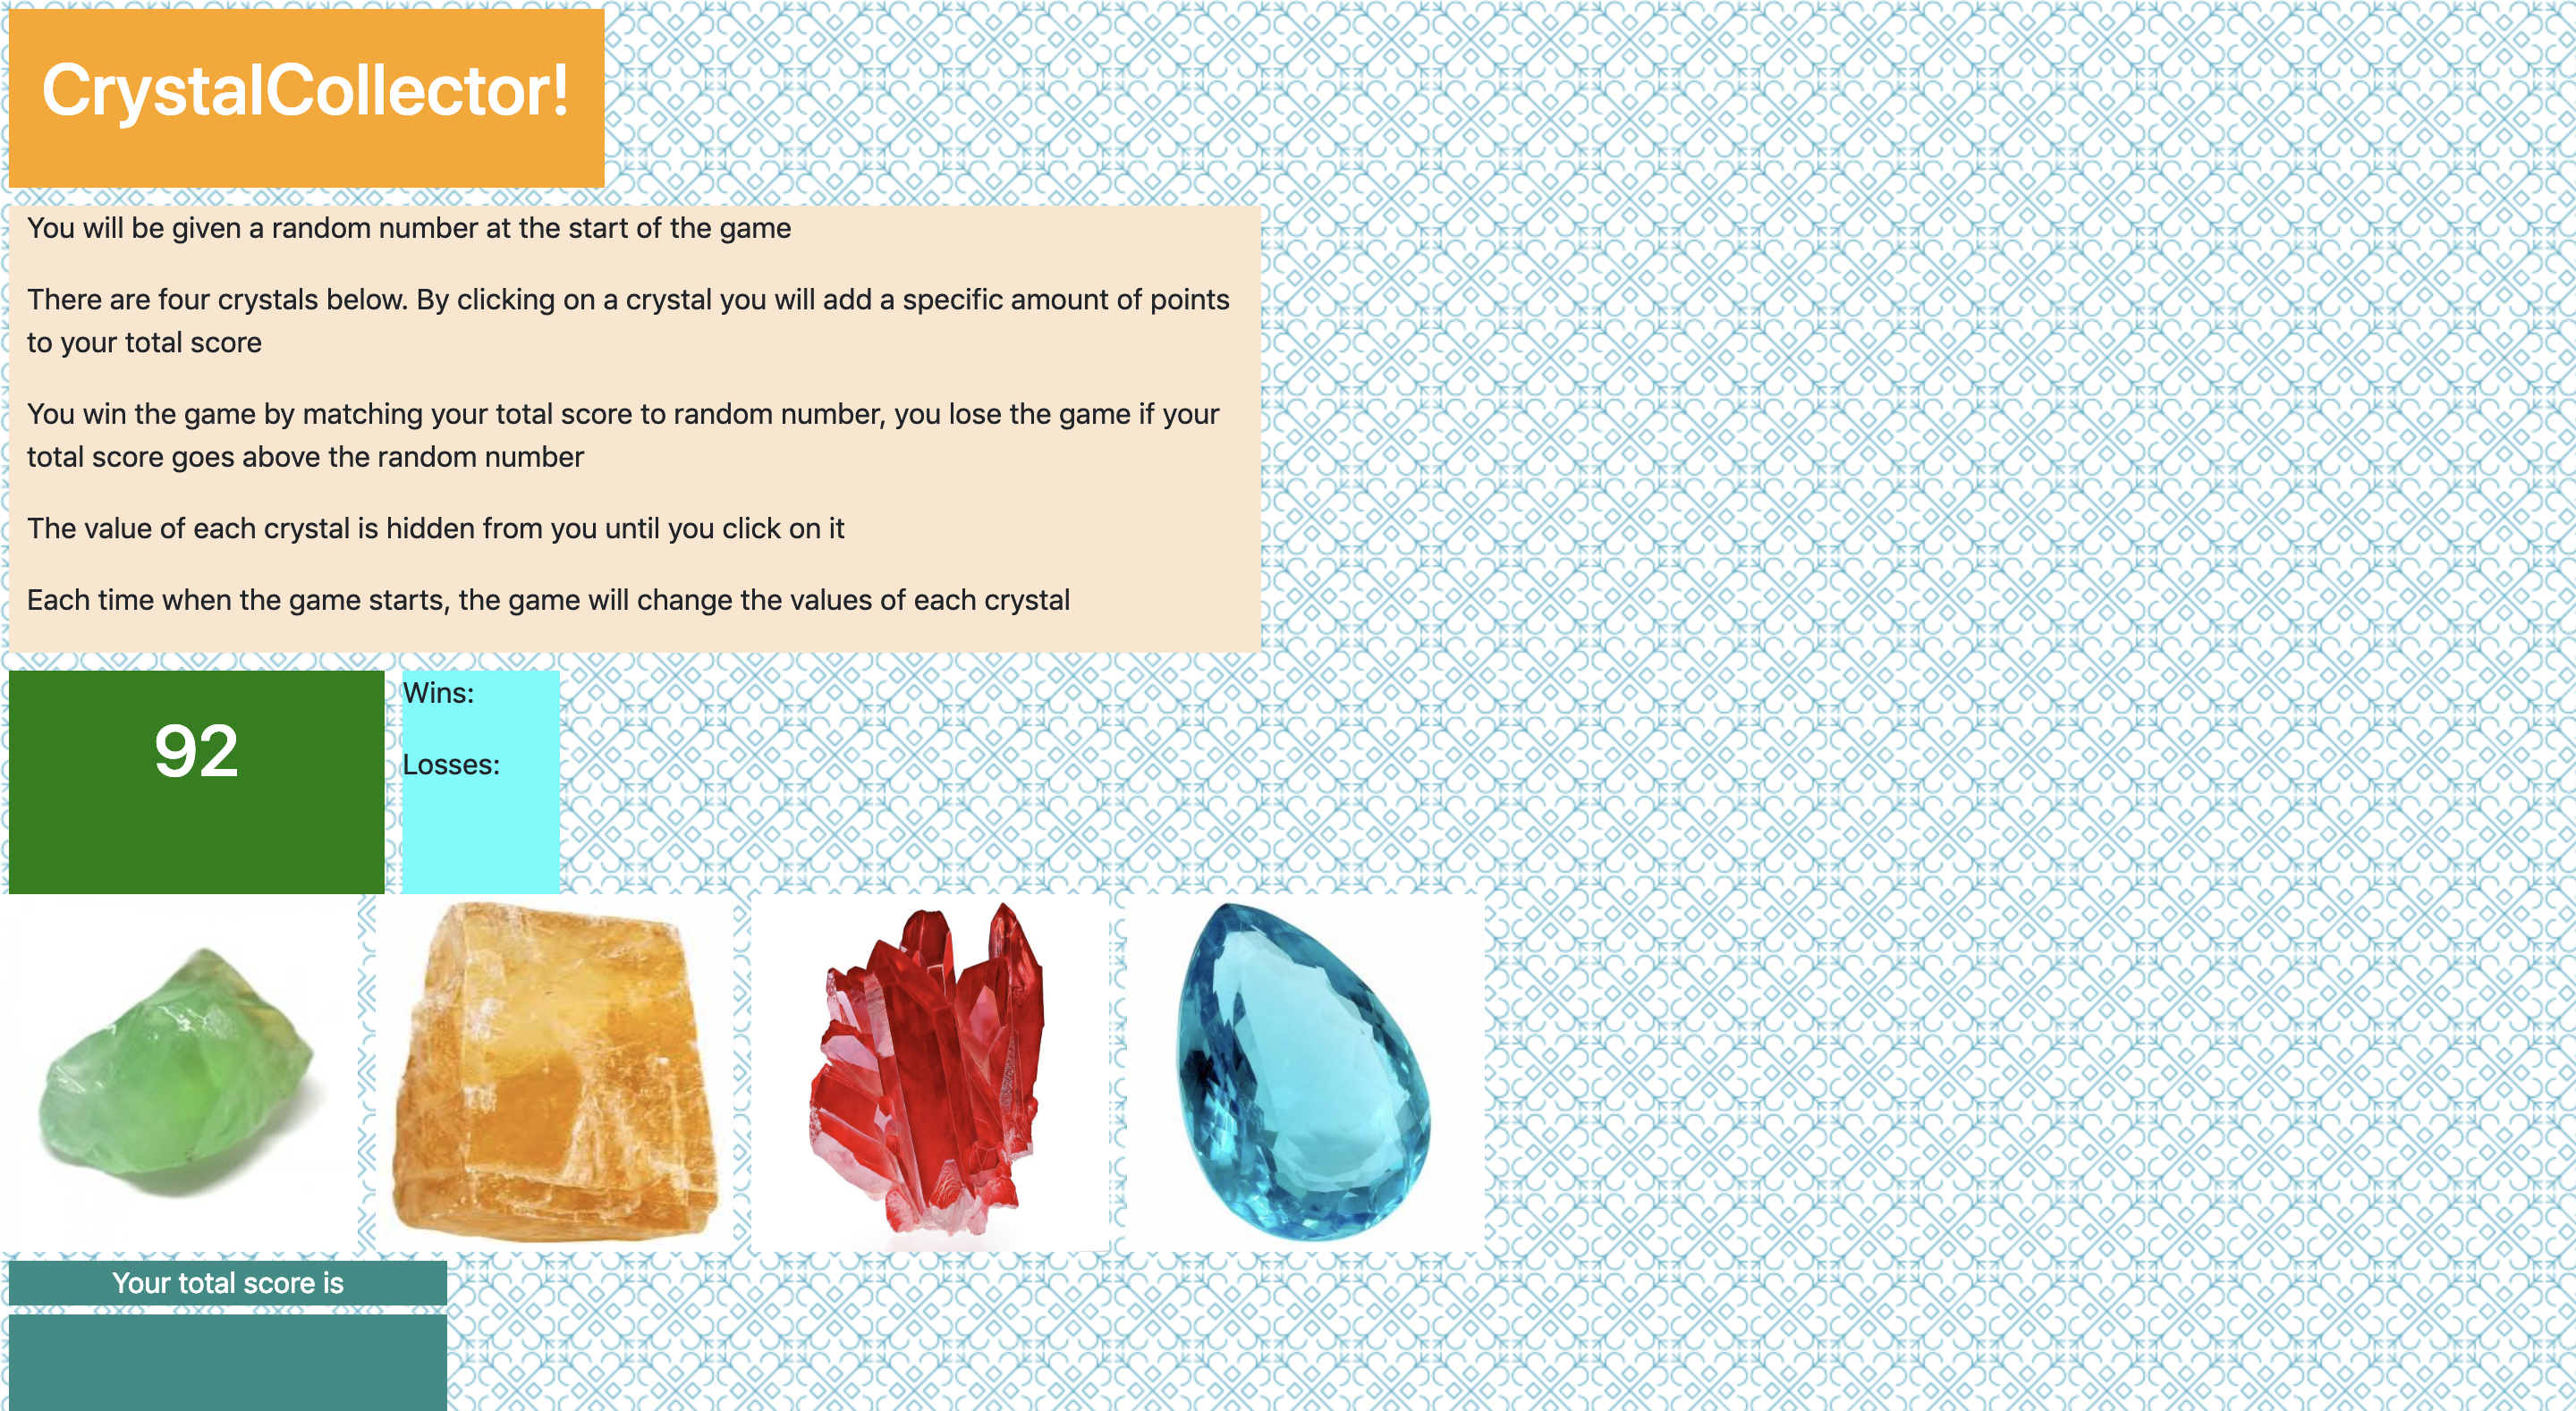 CrystalCollector!
You will be given a random number at the start of the game
There are four crystals below. By clicking on a crystal you will add a specific amount of points
to your total score
You win the game by matching your total score to random number, you lose the game if your
total score goes above the random number
The value of each crystal is hidden from you until you click on it
Each time when the game starts, the game will change the values of each crystal
92
Wins:
Losses:
Your total score is